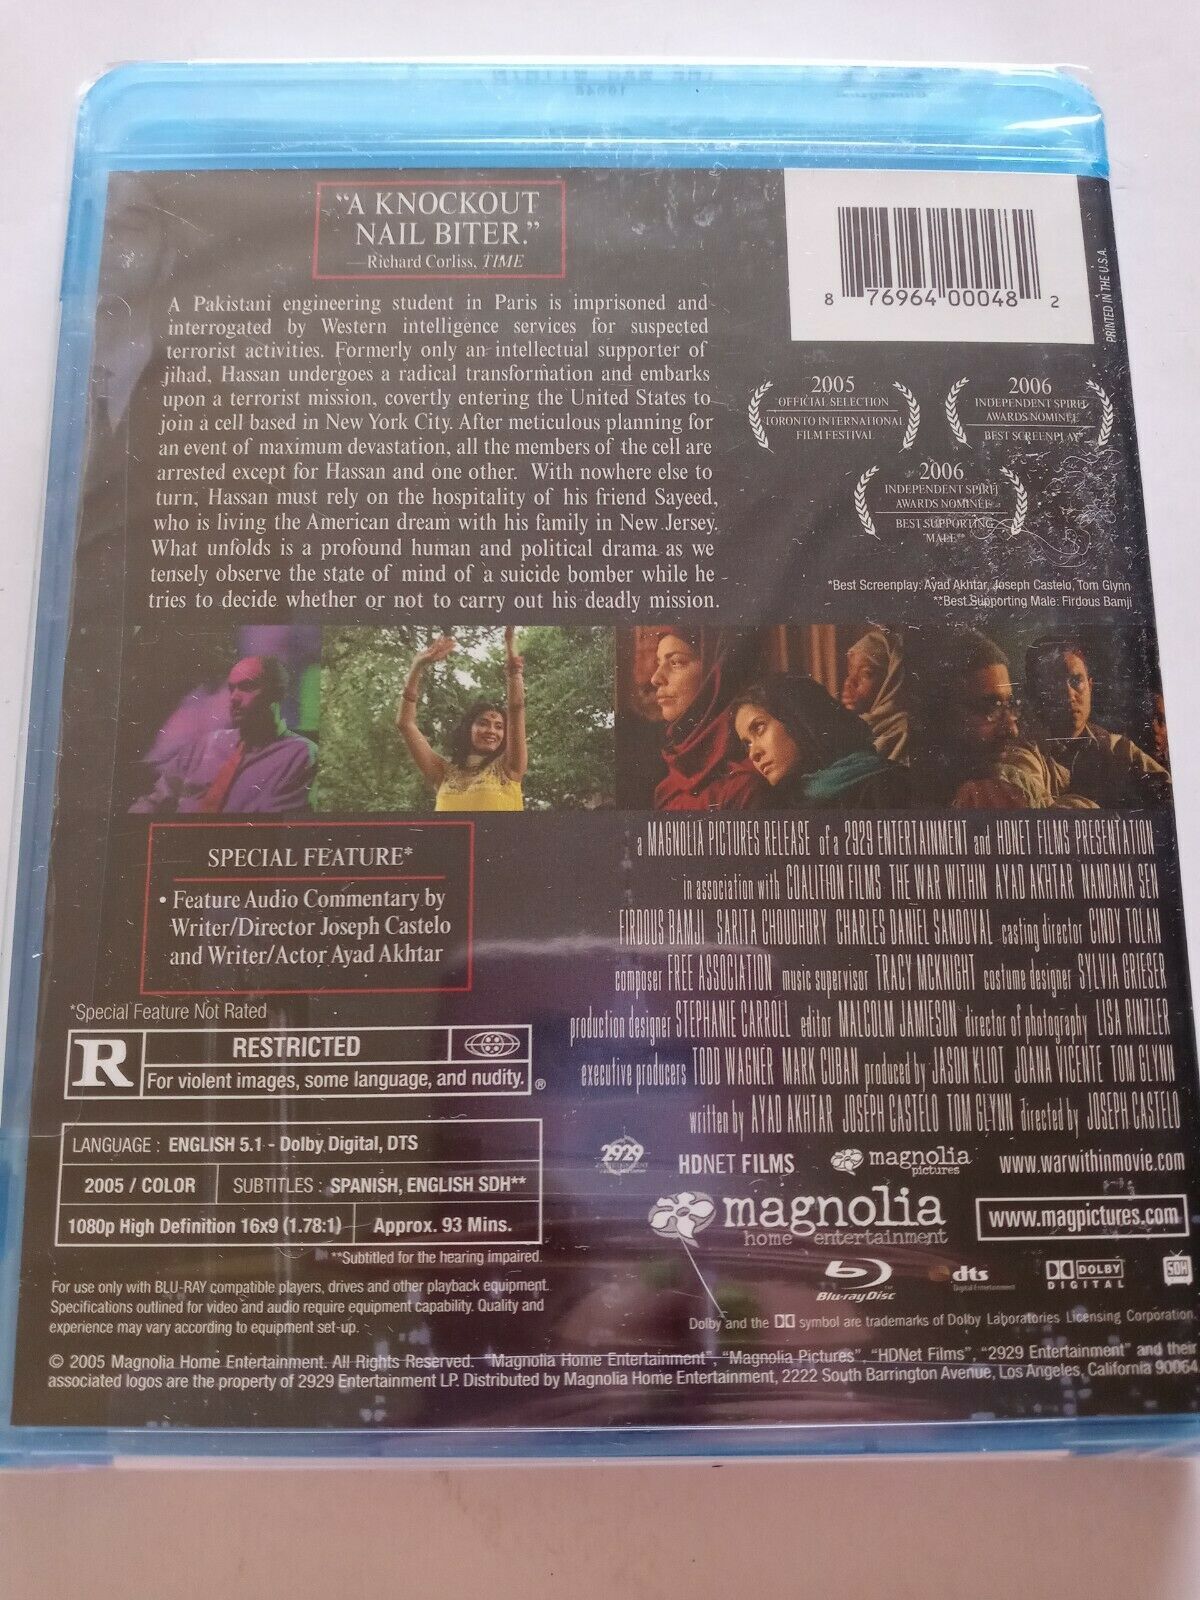 “A KNOCKOUT
NAIL BITER.”
—Richard Corliss, TIME
A Pakistani engineering student in Paris is imprisoned and
interrogated by Western intelligence services for suspected
terrorist activities. Formerly only an intellectual supporter of
jihad, Hassan undergoes a radical transformation and embarks
upon a terrorist mission, covertly entering the United States to
join a cell based in New York City. After meticulous planning for
an event of maximum devastation, all the members of the cell are
arrested except for Hassan and one other. With nowhere else to
turn, Hassan must rely on the hospitality of his friend Sayeed,
who is living the American dream with his family in New Jersey.
What unfolds is a profound human and political drama as we
tensely observe the state of mind of a suicide bomber while he
tries to decide whether or not to carry out his deadly mission.
8 76964 00048 2
PRINTED IN THE U.S.A.
2005
OFFICIAL SELECTION
TORONTO INTERNATIONAL
FILM FESTIVAL
2006
INDEPENDENT SPIRIT
AWARDS NOMINEE
BEST SCREENPLAY*
2006
INDEPENDENT SPIRIT
AWARDS NOMINEE
BEST SUPPORTING
MALE**
*Best Screenplay: Ayad Akhtar, Joseph Castelo, Tom Glynn
**Best Supporting Male: Firdous Bamji
SPECIAL FEATURE*
• Feature Audio Commentary by
Writer/Director Joseph Castelo
and Writer/Actor Ayad Akhtar
*Special Feature Not Rated
R RESTRICTED
For violent images, some language, and nudity. ®
LANGUAGE : ENGLISH 5.1 - Dolby Digital, DTS
2005 / COLOR SUBTITLES : SPANISH, ENGLISH SDH**
1080p High Definition 16x9 (1.78:1) Approx. 93 Mins.
**Subtitled for the hearing impaired.
a MAGNOLIA PICTURES RELEASE of a 2929 ENTERTAINMENT and HDNET FILMS PRESENTATION
in association with COALITION FILMS THE WAR WITHIN AYAD AKHTAR NANDANA SEN
FIRDOUS BAMJI SARITA CHOUDHURY CHARLES DANIEL SANDOVAL casting director CINDY TOLAN
composer FREE ASSOCIATION music supervisor TRACY MCKNIGHT costume designer SYLVIA GRIESER
production designer STEPHANIE CARROLL editor MALCOLM JAMIESON director of photography LISA RINZLER
executive producers TODD WAGNER MARK CUBAN produced by JASON KLIOT JOANA VICENTE TOM GLYNN
written by AYAD AKHTAR JOSEPH CASTELO TOM GLYNN directed by JOSEPH CASTELO
2929 HDNET FILMS magnolia pictures www.warwithinmovie.com
magnolia
home entertainment
www.magpictures.com
Blu-ray Disc dts Digital Entertainment DOLBY DIGITAL SDH
Dolby and the DD symbol are trademarks of Dolby Laboratories Licensing Corporation.
For use only with BLU-RAY compatible players, drives and other playback equipment.
Specifications outlined for video and audio require equipment capability. Quality and
experience may vary according to equipment set-up.
© 2005 Magnolia Home Entertainment. All Rights Reserved. “Magnolia Home Entertainment”, “Magnolia Pictures”, “HDNet Films”, “2929 Entertainment” and their
associated logos are the property of 2929 Entertainment LP. Distributed by Magnolia Home Entertainment, 2222 South Barrington Avenue, Los Angeles, California 90064